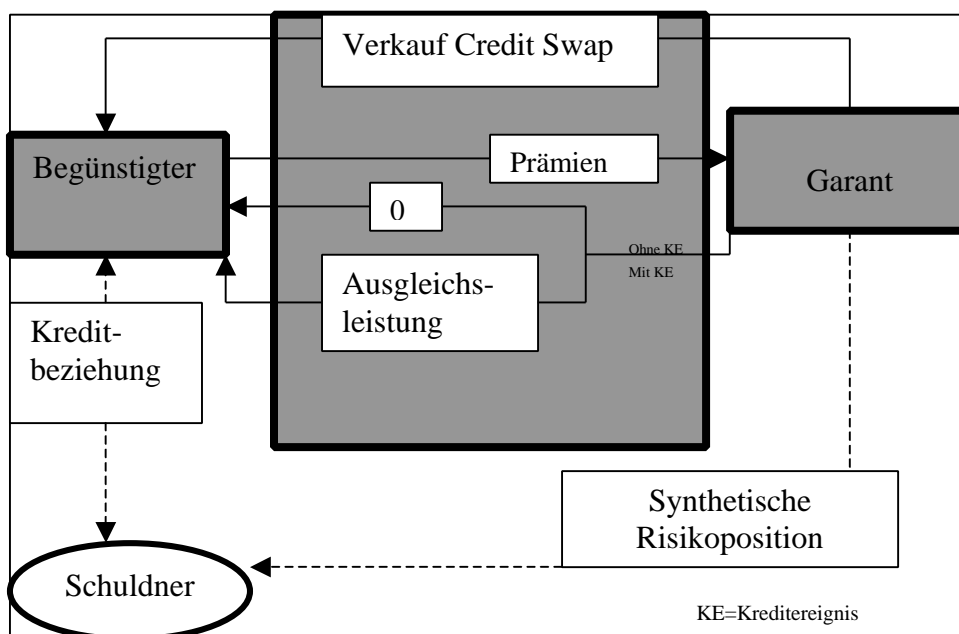 Verkauf Credit Swap
Begünstigter
Prämien
Garant
0
Ohne KE
Mit KE
Ausgleichs-
leistung
Kredit-
beziehung
Synthetische
Risikoposition
Schuldner
KE=Kreditereignis